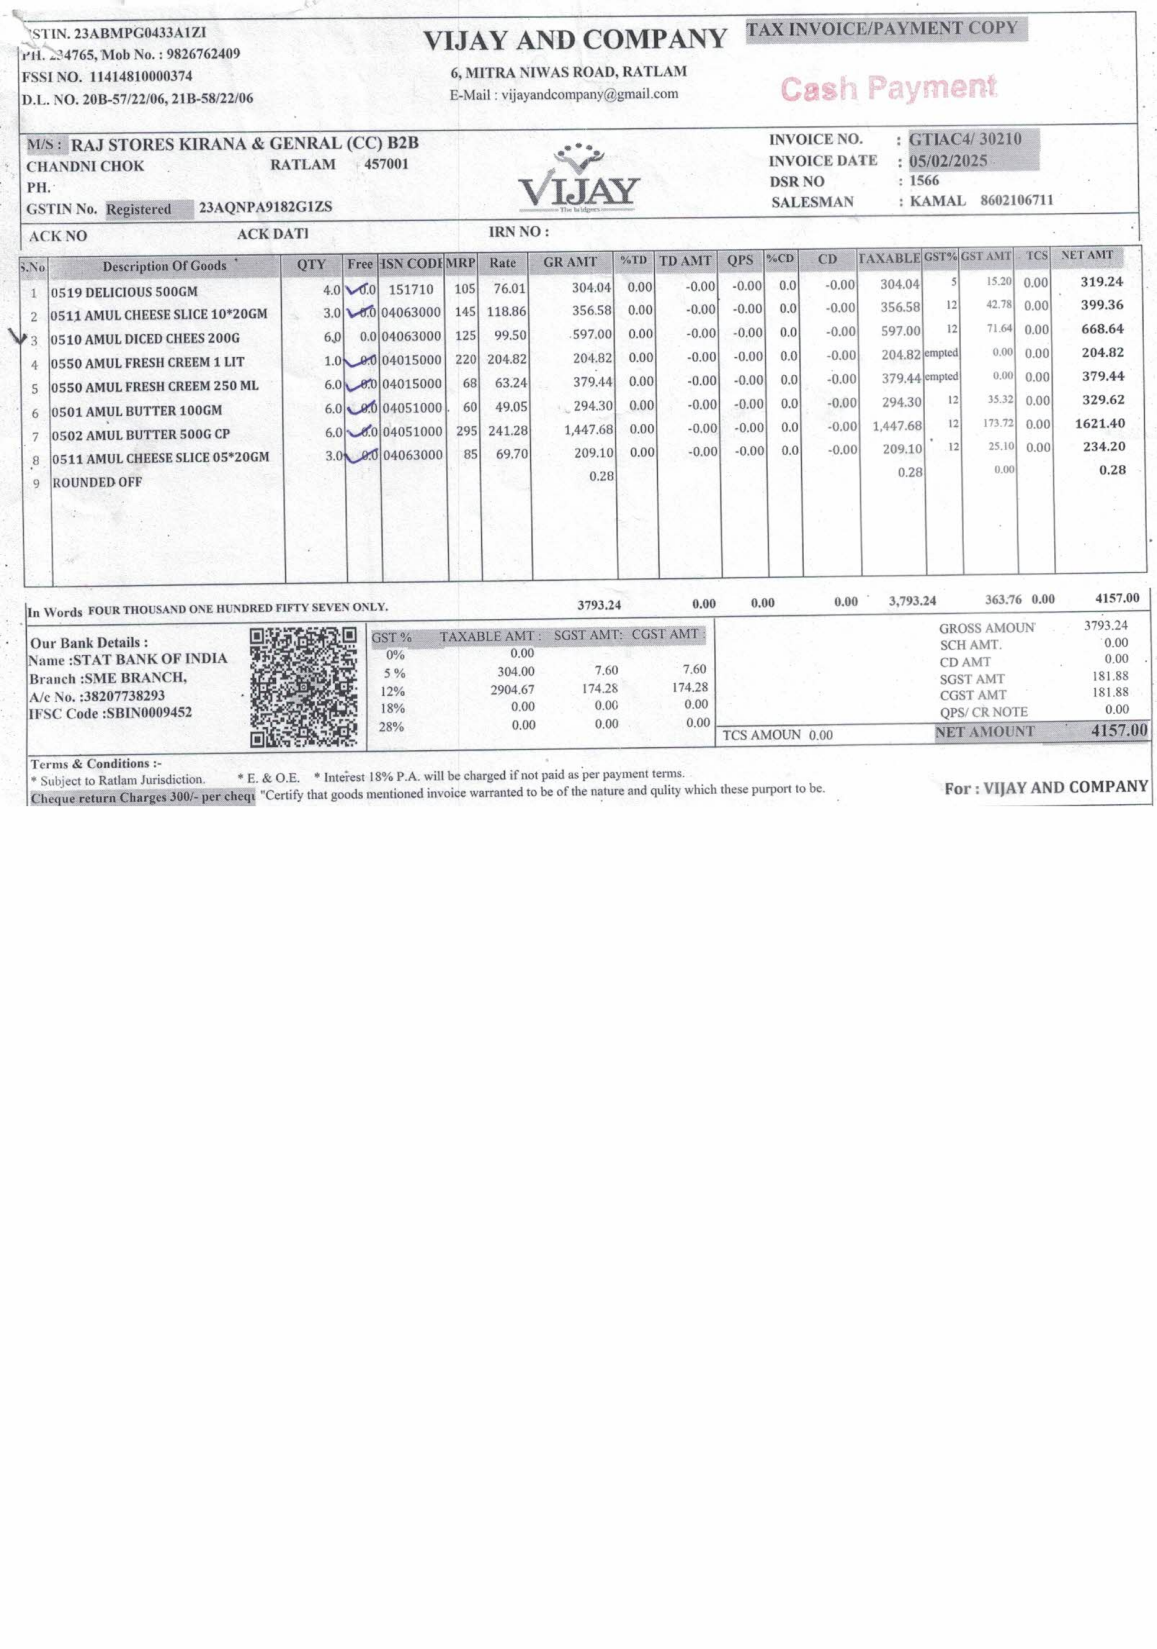 STIN. 23ABMPG0433A1ZI
PH. 234765, Mob No. : 9826762409
FSSI NO. 11414810000374
D.L. NO. 20B-57/22/06, 21B-58/22/06
VIJAY AND COMPANY
6, MITRA NIWAS ROAD, RATLAM
E-Mail : vijayandcompany@gmail.com
TAX INVOICE/PAYMENT COPY
Cash Payment
M/S : RAJ STORES KIRANA & GENRAL (CC) B2B
CHANDNI CHOK RATLAM 457001
PH.
GSTIN No. Registered 23AQNPA9182G1ZS
VIJAY
The bridgers
INVOICE NO. : GTIAC4/ 30210
INVOICE DATE : 05/02/2025
DSR NO : 1566
SALESMAN : KAMAL 8602106711
ACK NO ACK DATI IRN NO :
S.No Description Of Goods QTY Free HSN CODE MRP Rate GR AMT %TD TD AMT QPS %CD CD TAXABLE GST% GST AMT TCS NET AMT
1 0519 DELICIOUS 500GM 4.0 0.0 151710 105 76.01 304.04 0.00 -0.00 -0.00 0.0 -0.00 304.04 5 15.20 0.00 319.24
2 0511 AMUL CHEESE SLICE 10*20GM 3.0 0.0 04063000 145 118.86 356.58 0.00 -0.00 -0.00 0.0 -0.00 356.58 12 42.78 0.00 399.36
3 0510 AMUL DICED CHEES 200G 6.0 0.0 04063000 125 99.50 597.00 0.00 -0.00 -0.00 0.0 -0.00 597.00 12 71.64 0.00 668.64
4 0550 AMUL FRESH CREEM 1 LIT 1.0 0.0 04015000 220 204.82 204.82 0.00 -0.00 -0.00 0.0 -0.00 204.82 empted 0.00 0.00 204.82
5 0550 AMUL FRESH CREEM 250 ML 6.0 0.0 04015000 68 63.24 379.44 0.00 -0.00 -0.00 0.0 -0.00 379.44 empted 0.00 0.00 379.44
6 0501 AMUL BUTTER 100GM 6.0 0.0 04051000 60 49.05 294.30 0.00 -0.00 -0.00 0.0 -0.00 294.30 12 35.32 0.00 329.62
7 0502 AMUL BUTTER 500G CP 6.0 0.0 04051000 295 241.28 1,447.68 0.00 -0.00 -0.00 0.0 -0.00 1,447.68 12 173.72 0.00 1621.40
8 0511 AMUL CHEESE SLICE 05*20GM 3.0 0.0 04063000 85 69.70 209.10 0.00 -0.00 -0.00 0.0 -0.00 209.10 12 25.10 0.00 234.20
9 ROUNDED OFF 0.28 0.28 0.00 0.28
In Words FOUR THOUSAND ONE HUNDRED FIFTY SEVEN ONLY. 3793.24 0.00 0.00 0.00 3,793.24 363.76 0.00 4157.00
Our Bank Details :
Name :STAT BANK OF INDIA
Branch :SME BRANCH,
A/c No. :38207738293
IFSC Code :SBIN0009452
GST % TAXABLE AMT : SGST AMT: CGST AMT :
0% 0.00
5 % 304.00 7.60 7.60
12% 2904.67 174.28 174.28
18% 0.00 0.00 0.00
28% 0.00 0.00 0.00
TCS AMOUN 0.00
GROSS AMOUN 3793.24
SCH AMT. 0.00
CD AMT 0.00
SGST AMT 181.88
CGST AMT 181.88
QPS/ CR NOTE 0.00
NET AMOUNT 4157.00
Terms & Conditions :-
* Subject to Ratlam Jurisdiction. * E. & O.E. * Interest 18% P.A. will be charged if not paid as per payment terms.
Cheque return Charges 300/- per chequ "Certify that goods mentioned invoice warranted to be of the nature and qulity which these purport to be.
For : VIJAY AND COMPANY